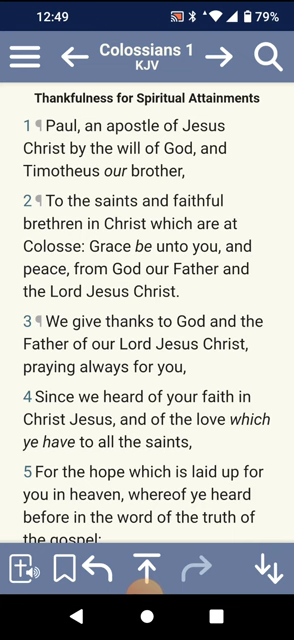 12:49
79%
Colossians 1
KJV
Thankfulness for Spiritual Attainments
1 ¶ Paul, an apostle of Jesus
Christ by the will of God, and
Timotheus our brother,
2 ¶ To the saints and faithful
brethren in Christ which are at
Colosse: Grace be unto you, and
peace, from God our Father and
the Lord Jesus Christ.
3 ¶ We give thanks to God and the
Father of our Lord Jesus Christ,
praying always for you,
4 Since we heard of your faith in
Christ Jesus, and of the love which
ye have to all the saints,
5 For the hope which is laid up for
you in heaven, whereof ye heard
before in the word of the truth of
the gospel;